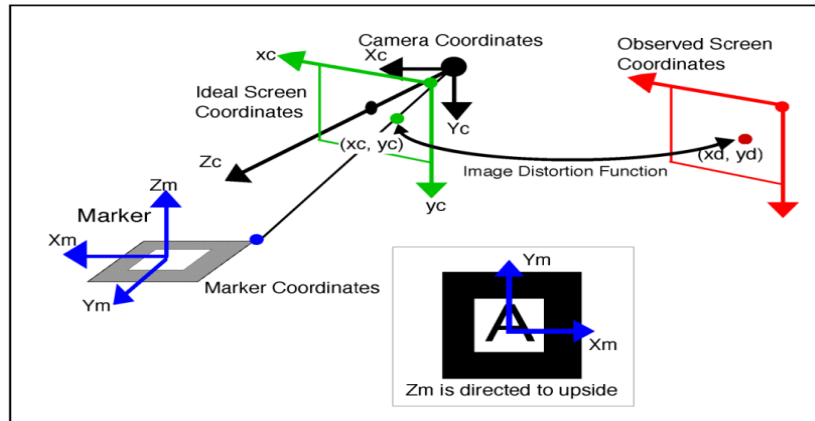 Camera Coordinates
Observed Screen
Coordinates
xc
Xc
Ideal Screen
Coordinates
Yc
(xc, yc)
(xd, yd)
Zc
Image Distortion Function
yc
Zm
Marker
Xm
Marker Coordinates
Ym
Ym
A
Xm
Zm is directed to upside